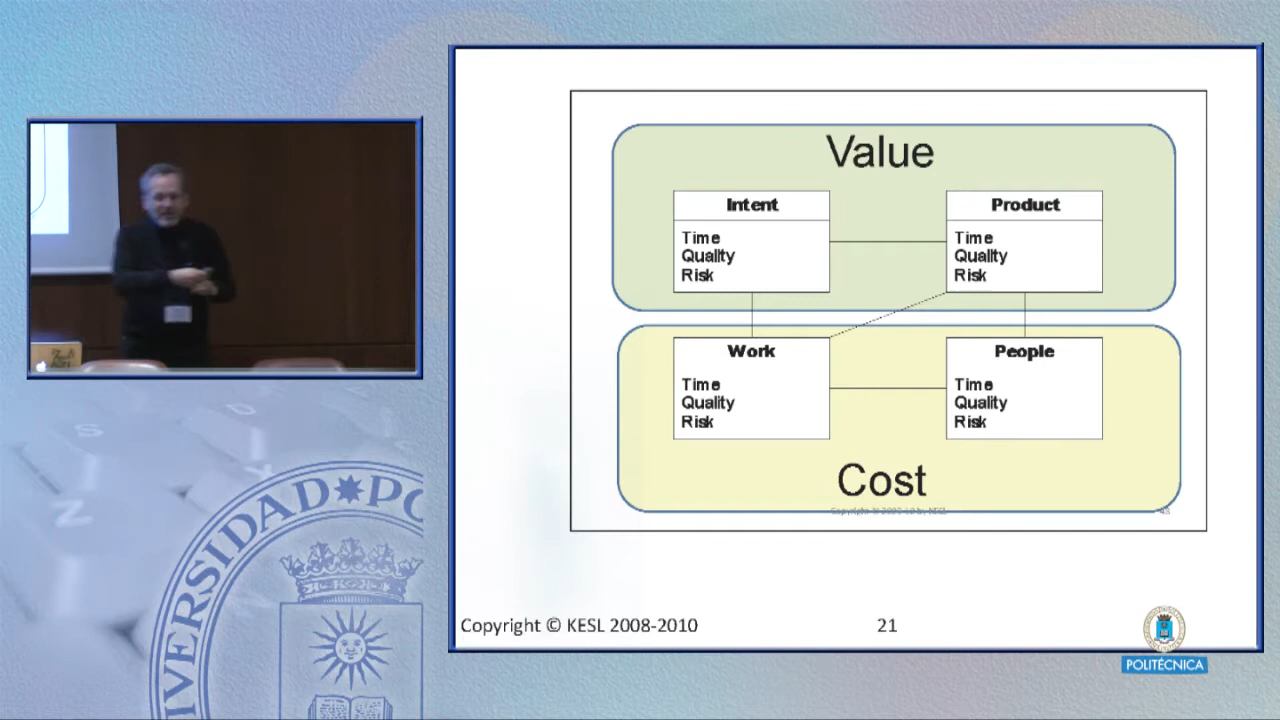 Value
Intent
Time
Quality
Risk
Product
Time
Quality
Risk
Work
Time
Quality
Risk
People
Time
Quality
Risk
Cost
Copyright © KESL 2008-2010
21
POLITÉCNICA